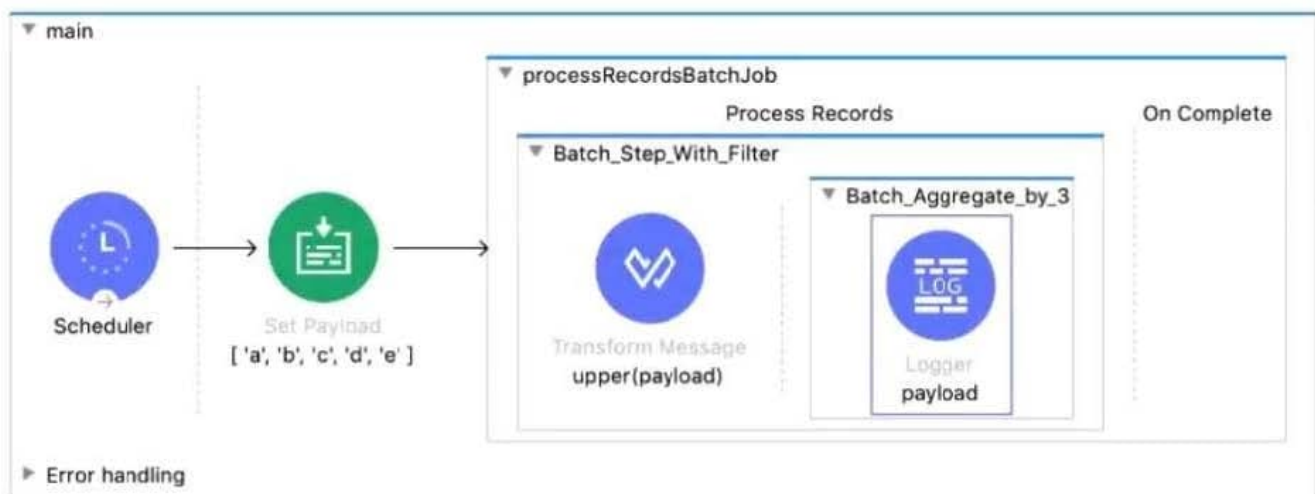 main
processRecordsBatchJob
Process Records
On Complete
Batch_Step_With_Filter
Batch_Aggregate_by_3
Scheduler
Set Payload
[ 'a', 'b', 'c', 'd', 'e' ]
Transform Message
upper(payload)
LOG
Logger
payload
Error handling